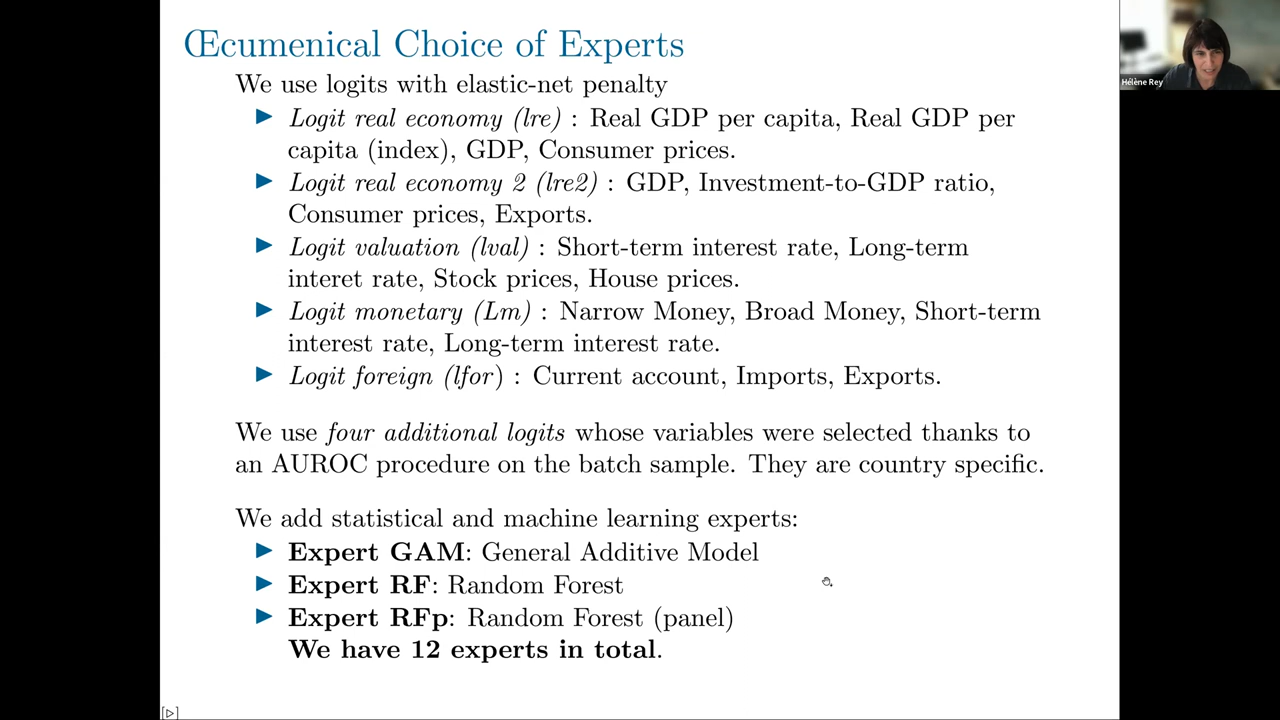 Œcumenical Choice of Experts
Hélène Rey
We use logits with elastic-net penalty
Logit real economy (lre) : Real GDP per capita, Real GDP per
capita (index), GDP, Consumer prices.
Logit real economy 2 (lre2) : GDP, Investment-to-GDP ratio,
Consumer prices, Exports.
Logit valuation (lval) : Short-term interest rate, Long-term
interet rate, Stock prices, House prices.
Logit monetary (Lm) : Narrow Money, Broad Money, Short-term
interest rate, Long-term interest rate.
Logit foreign (lfor) : Current account, Imports, Exports.
We use four additional logits whose variables were selected thanks to
an AUROC procedure on the batch sample. They are country specific.
We add statistical and machine learning experts:
Expert GAM: General Additive Model
Expert RF: Random Forest
Expert RFp: Random Forest (panel)
We have 12 experts in total.